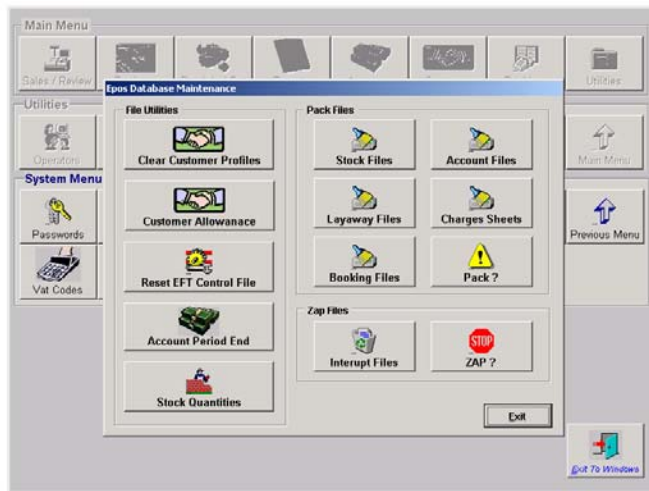 Main Menu
Sales / Review
Utilities
Epos Database Maintenance
File Utilities
Clear Customer Profiles
Customer Allowanace
Reset EFT Control File
Account Period End
Stock Quantities
Pack Files
Stock Files
Account Files
Layaway Files
Charges Sheets
Booking Files
Pack ?
Zap Files
Interupt Files
STOP
ZAP ?
Exit
Utilities
Operators
Main Menu
System Menu
Passwords
Previous Menu
Vat Codes
Exit To Windows